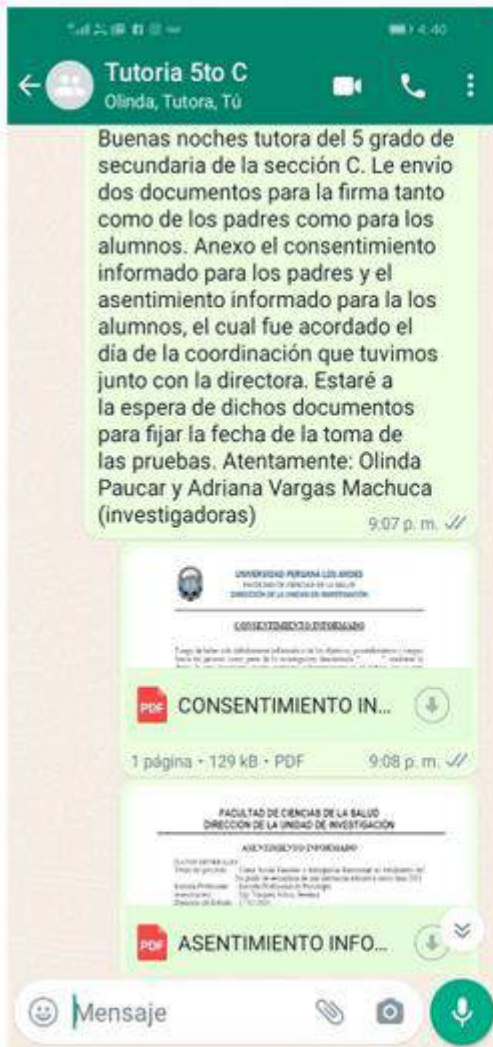 4:40
Tutoria 5to C
Olinda, Tutora, Tú
Buenas noches tutora del 5 grado de
secundaria de la sección C. Le envío
dos documentos para la firma tanto
como de los padres como para los
alumnos. Anexo el consentimiento
informado para los padres y el
asentimiento informado para la los
alumnos, el cual fue acordado el
día de la coordinación que tuvimos
junto con la directora. Estaré a
la espera de dichos documentos
para fijar la fecha de la toma de
las pruebas. Atentamente: Olinda
Paucar y Adriana Vargas Machuca
(investigadoras)
9:07 p. m.
UNIVERSIDAD PERUANA LOS ANDES
FACULTAD DE CIENCIAS DE LA SALUD
DIRECCIÓN DE LA UNIDAD DE INVESTIGACIÓN
CONSENTIMIENTO INFORMADO
PDF CONSENTIMIENTO IN...
1 página • 129 kB • PDF 9:08 p. m.
FACULTAD DE CIENCIAS DE LA SALUD
DIRECCIÓN DE LA UNIDAD DE INVESTIGACIÓN
ASENTIMIENTO INFORMADO
PDF ASENTIMIENTO INFO...
Mensaje